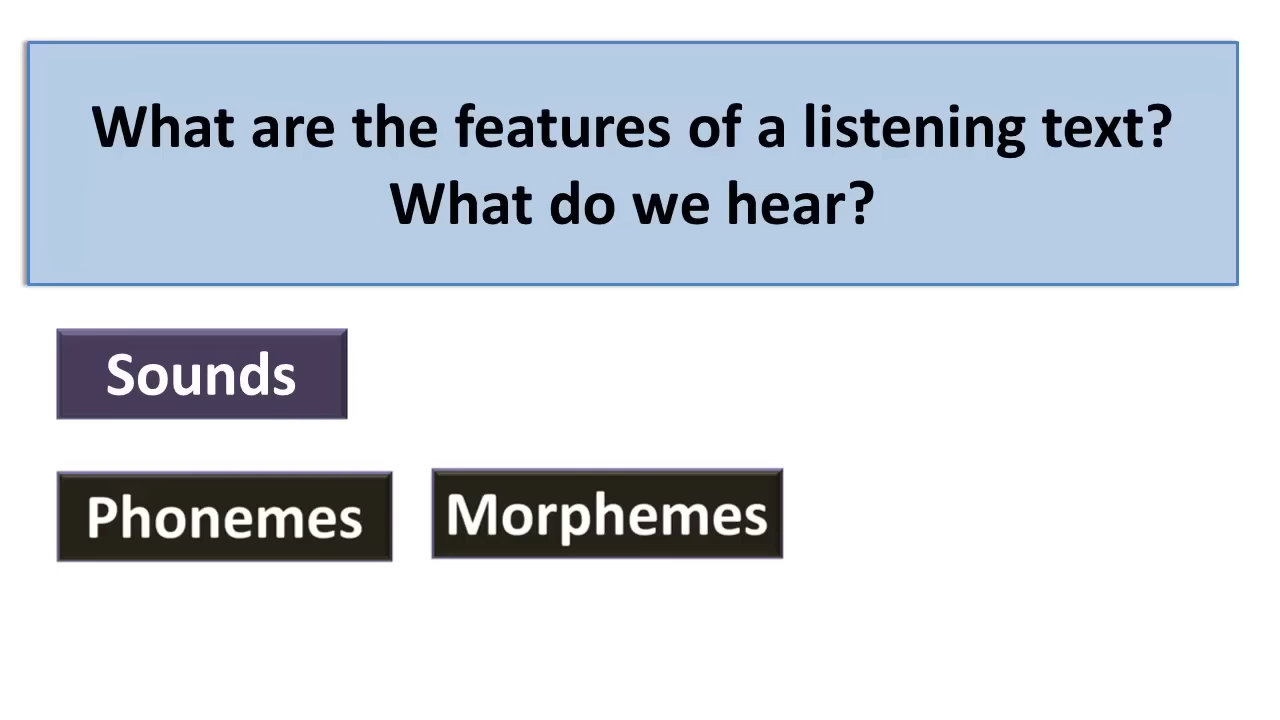 What are the features of a listening text?
What do we hear?
Sounds
Phonemes Morphemes